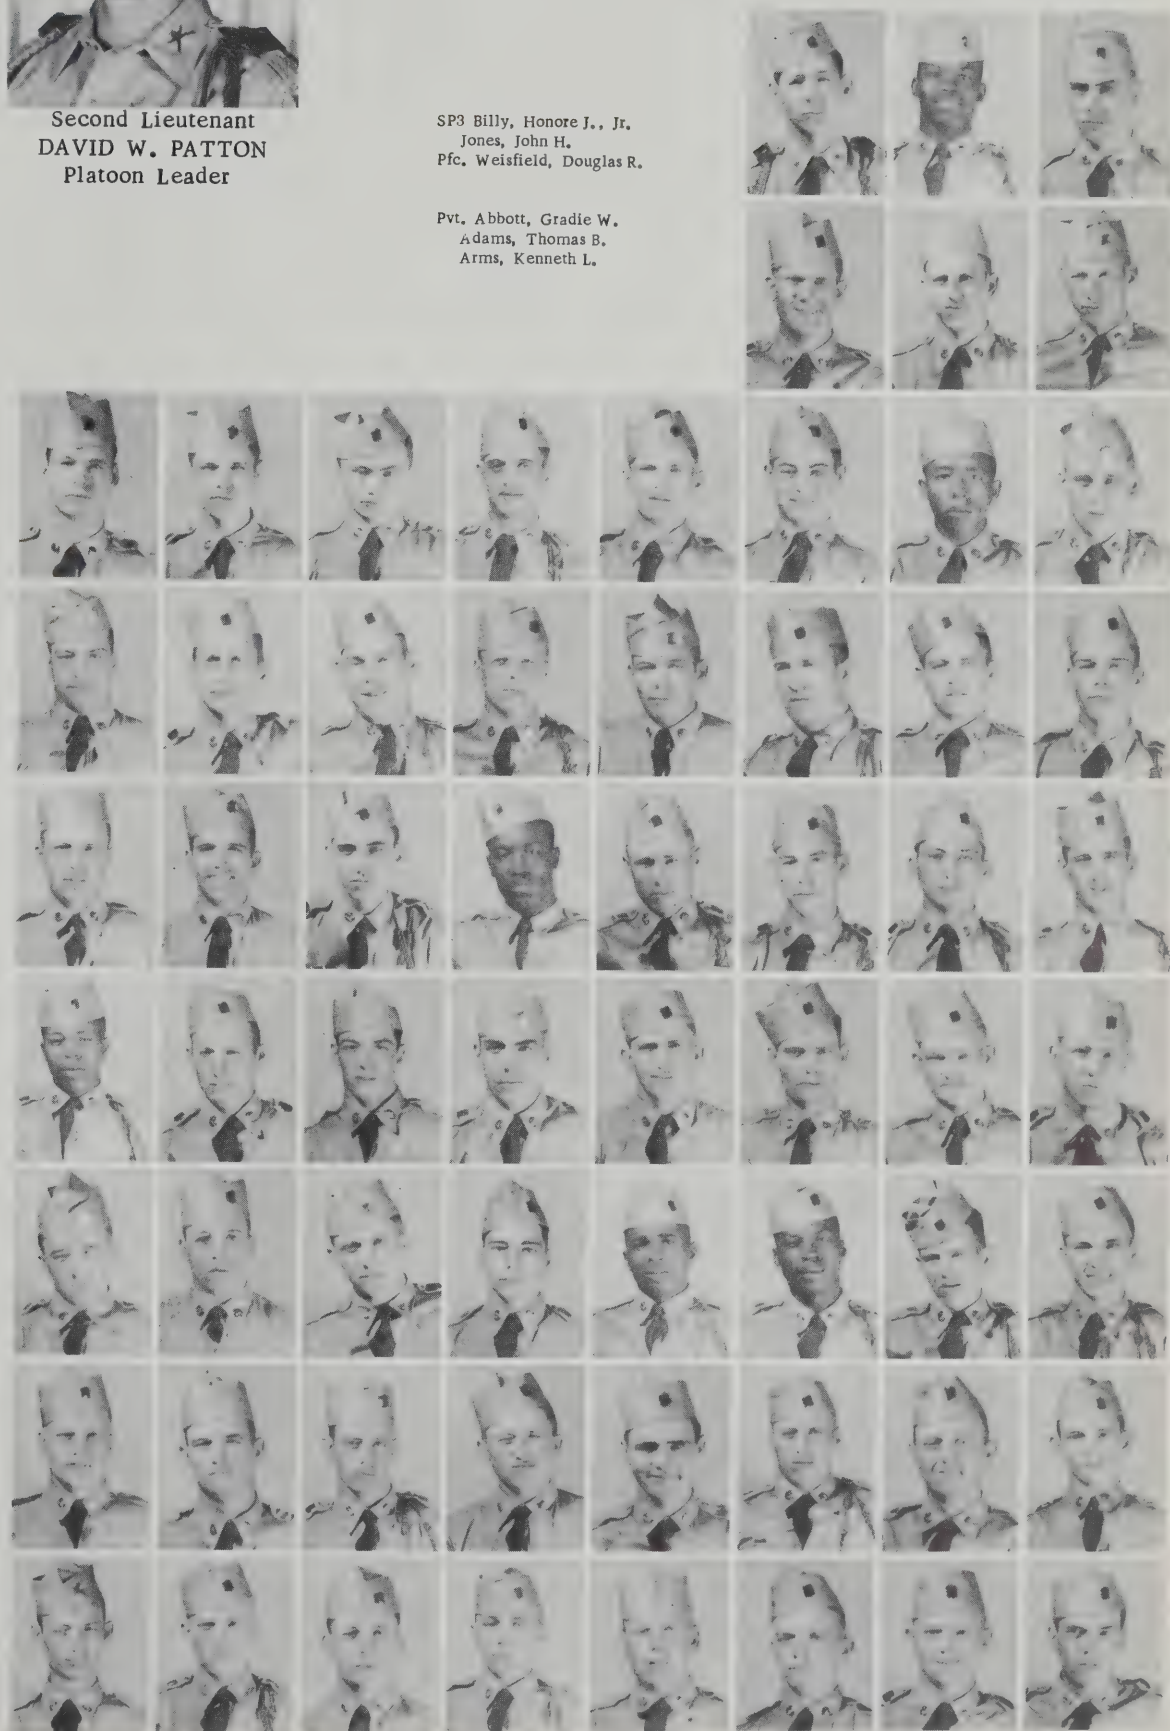 Second Lieutenant
DAVID W. PATTON
Platoon Leader
SP3 Billy, Honore J., Jr.
Jones, John H.
Pfc. Weisfield, Douglas R.
Pvt. Abbott, Gradie W.
Adams, Thomas B.
Arms, Kenneth L.